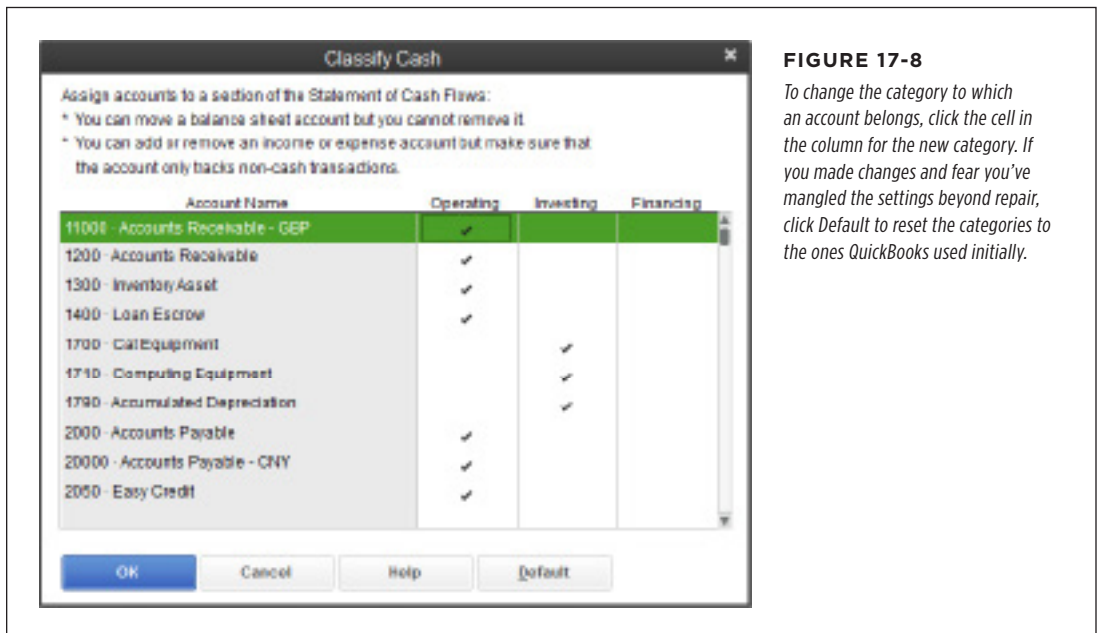 Classify Cash
Assign accounts to a section of the Statement of Cash Flows:
* You can move a balance sheet account but you cannot remove it.
* You can add or remove an income or expense account but make sure that
the account only tracks non-cash transactions.
Account Name Operating Investing Financing
11000 · Accounts Receivable - GBP
1200 · Accounts Receivable
1300 · Inventory Asset
1400 · Loan Escrow
1700 · Cat Equipment
1710 · Computing Equipment
1790 · Accumulated Depreciation
2000 · Accounts Payable
20000 · Accounts Payable - CNY
2050 · Easy Credit
OK Cancel Help Default
FIGURE 17-8
To change the category to which
an account belongs, click the cell in
the column for the new category. If
you made changes and fear you've
mangled the settings beyond repair,
click Default to reset the categories to
the ones QuickBooks used initially.